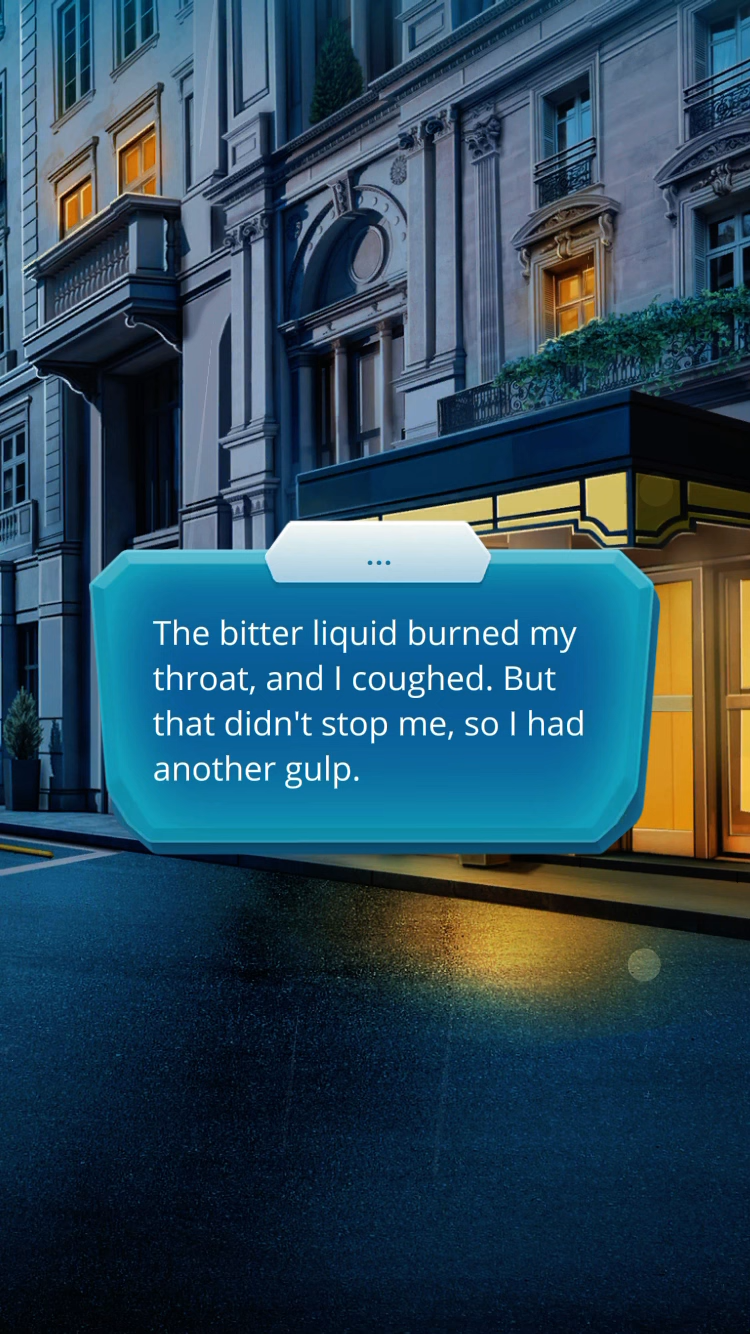 ...
The bitter liquid burned my
throat, and I coughed. But
that didn't stop me, so I had
another gulp.